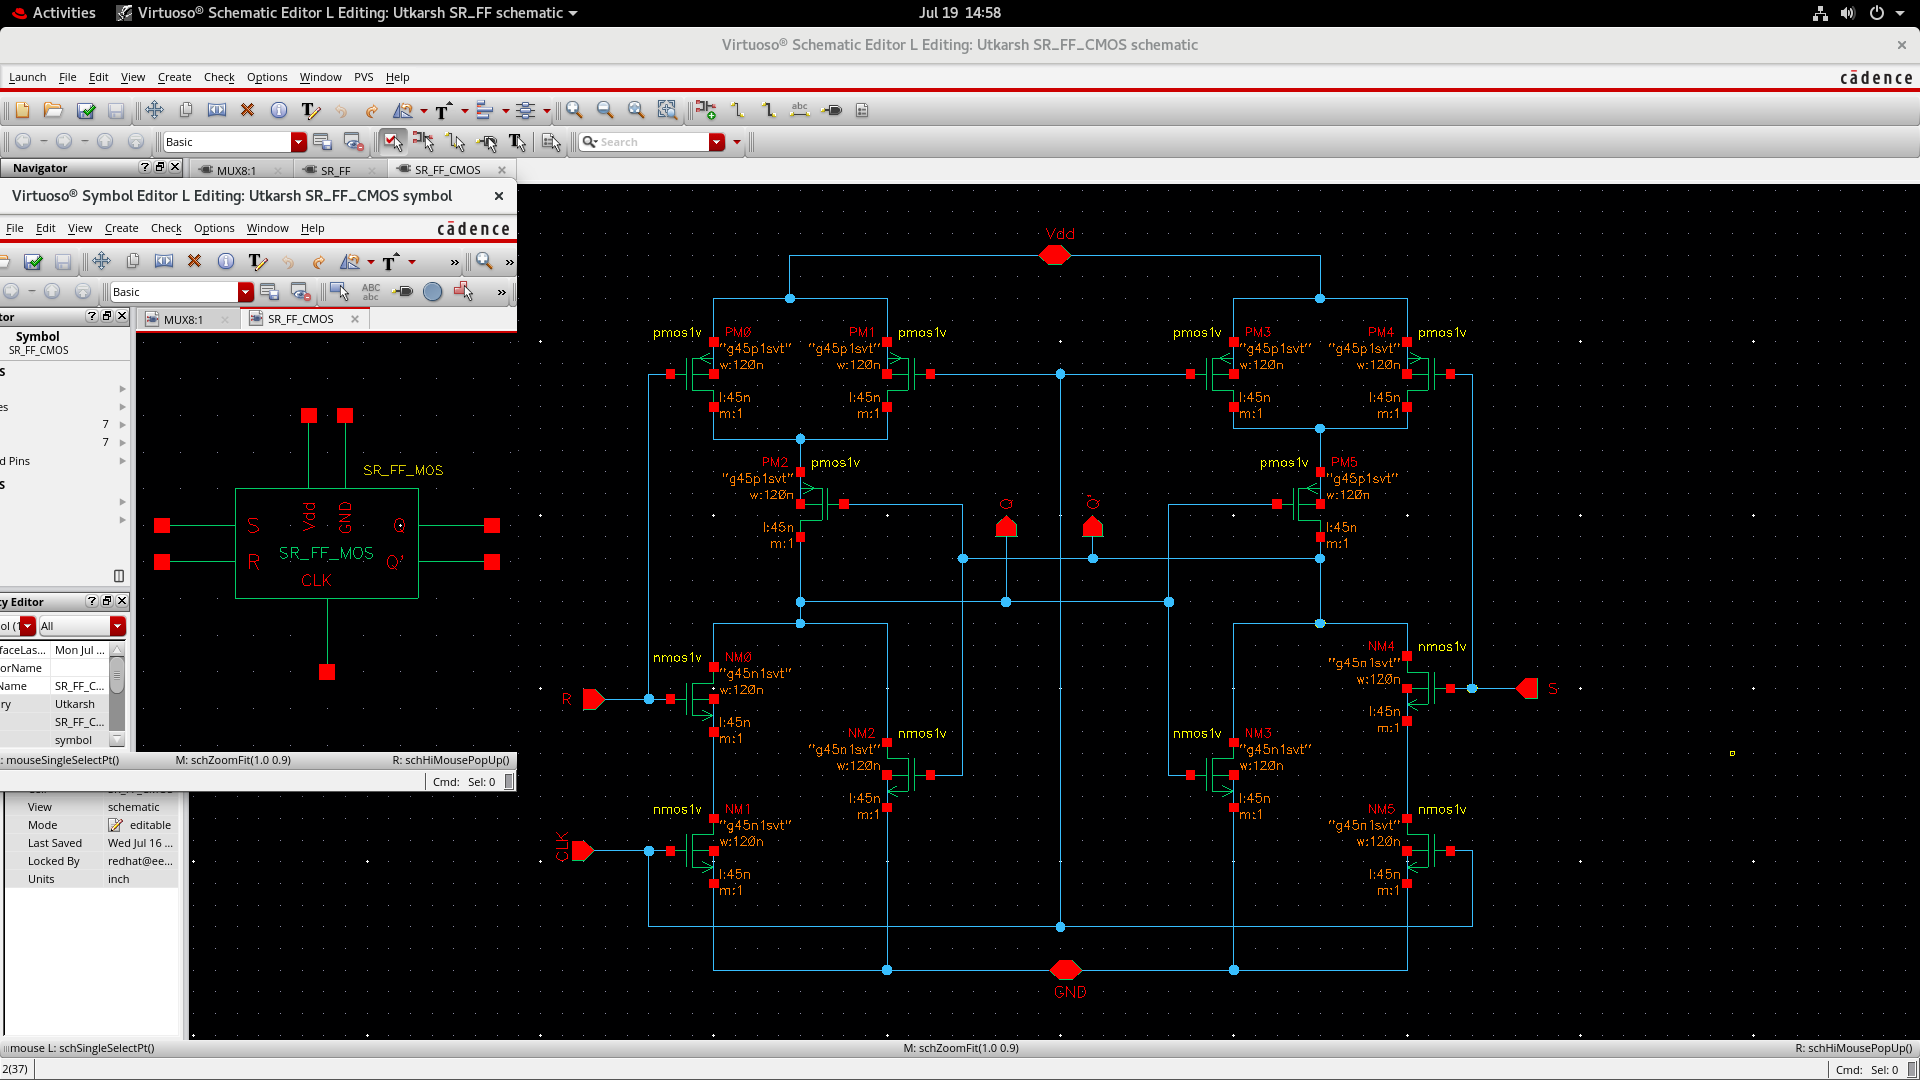 Activities
Virtuoso® Schematic Editor L Editing: Utkarsh SR_FF schematic
Jul 19 14:58
Virtuoso® Schematic Editor L Editing: Utkarsh SR_FF_CMOS schematic
Launch File Edit View Create Check Options Window PVS Help
cādence
Basic
Search
Navigator
MUX8:1
SR_FF
SR_FF_CMOS
Virtuoso® Symbol Editor L Editing: Utkarsh SR_FF_CMOS symbol
File Edit View Create Check Options Window Help
cādence
Basic
tor
MUX8:1
SR_FF_CMOS
Symbol
SR_FF_CMOS
s
es
7
7
d Pins
s
SR_FF_MOS
S
Vdd
GND
Q
SR_FF_MOS
R
Q'
CLK
ty Editor
ol (1
All
rfaceLas... Mon Jul ...
orName
Name SR_FF_C...
ry Utkarsh
SR_FF_C...
symbol
: mouseSingleSelectPt()
M: schZoomFit(1.0 0.9)
R: schHiMousePopUp()
Cmd: Sel: 0
View schematic
Mode editable
Last Saved Wed Jul 16 ...
Locked By redhat@ee...
Units inch
Vdd
pmos1v PM0
"g45p1svt"
w:120n
l:45n
m:1
PM1 pmos1v
"g45p1svt"
w:120n
l:45n
m:1
pmos1v PM3
"g45p1svt"
w:120n
l:45n
m:1
PM4 pmos1v
"g45p1svt"
w:120n
l:45n
m:1
PM2 pmos1v
"g45p1svt"
w:120n
l:45n
m:1
Q
Q'
pmos1v PM5
"g45p1svt"
w:120n
l:45n
m:1
nmos1v NM0
"g45n1svt"
w:120n
l:45n
m:1
R
NM4 nmos1v
"g45n1svt"
w:120n
l:45n
m:1
S
NM2 nmos1v
"g45n1svt"
w:120n
l:45n
m:1
nmos1v NM3
"g45n1svt"
w:120n
l:45n
m:1
nmos1v NM1
"g45n1svt"
w:120n
l:45n
m:1
CLK
NM5 nmos1v
"g45n1svt"
w:120n
l:45n
m:1
GND
mouse L: schSingleSelectPt()
M: schZoomFit(1.0 0.9)
R: schHiMousePopUp()
2(37)
Cmd: Sel: 0